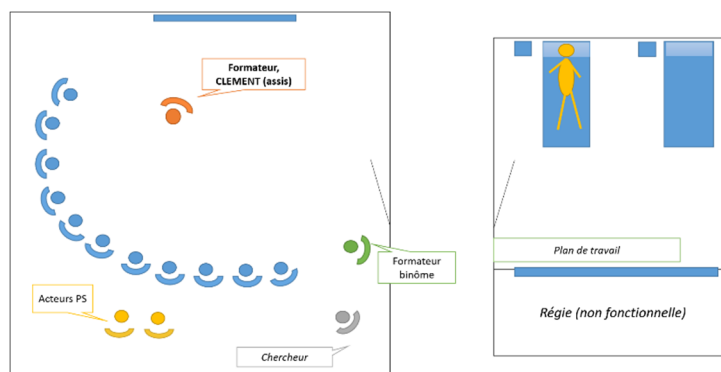 Formateur,
CLEMENT (assis)
Formateur
binôme
Acteurs PS
Chercheur
Plan de travail
Régie (non fonctionnelle)